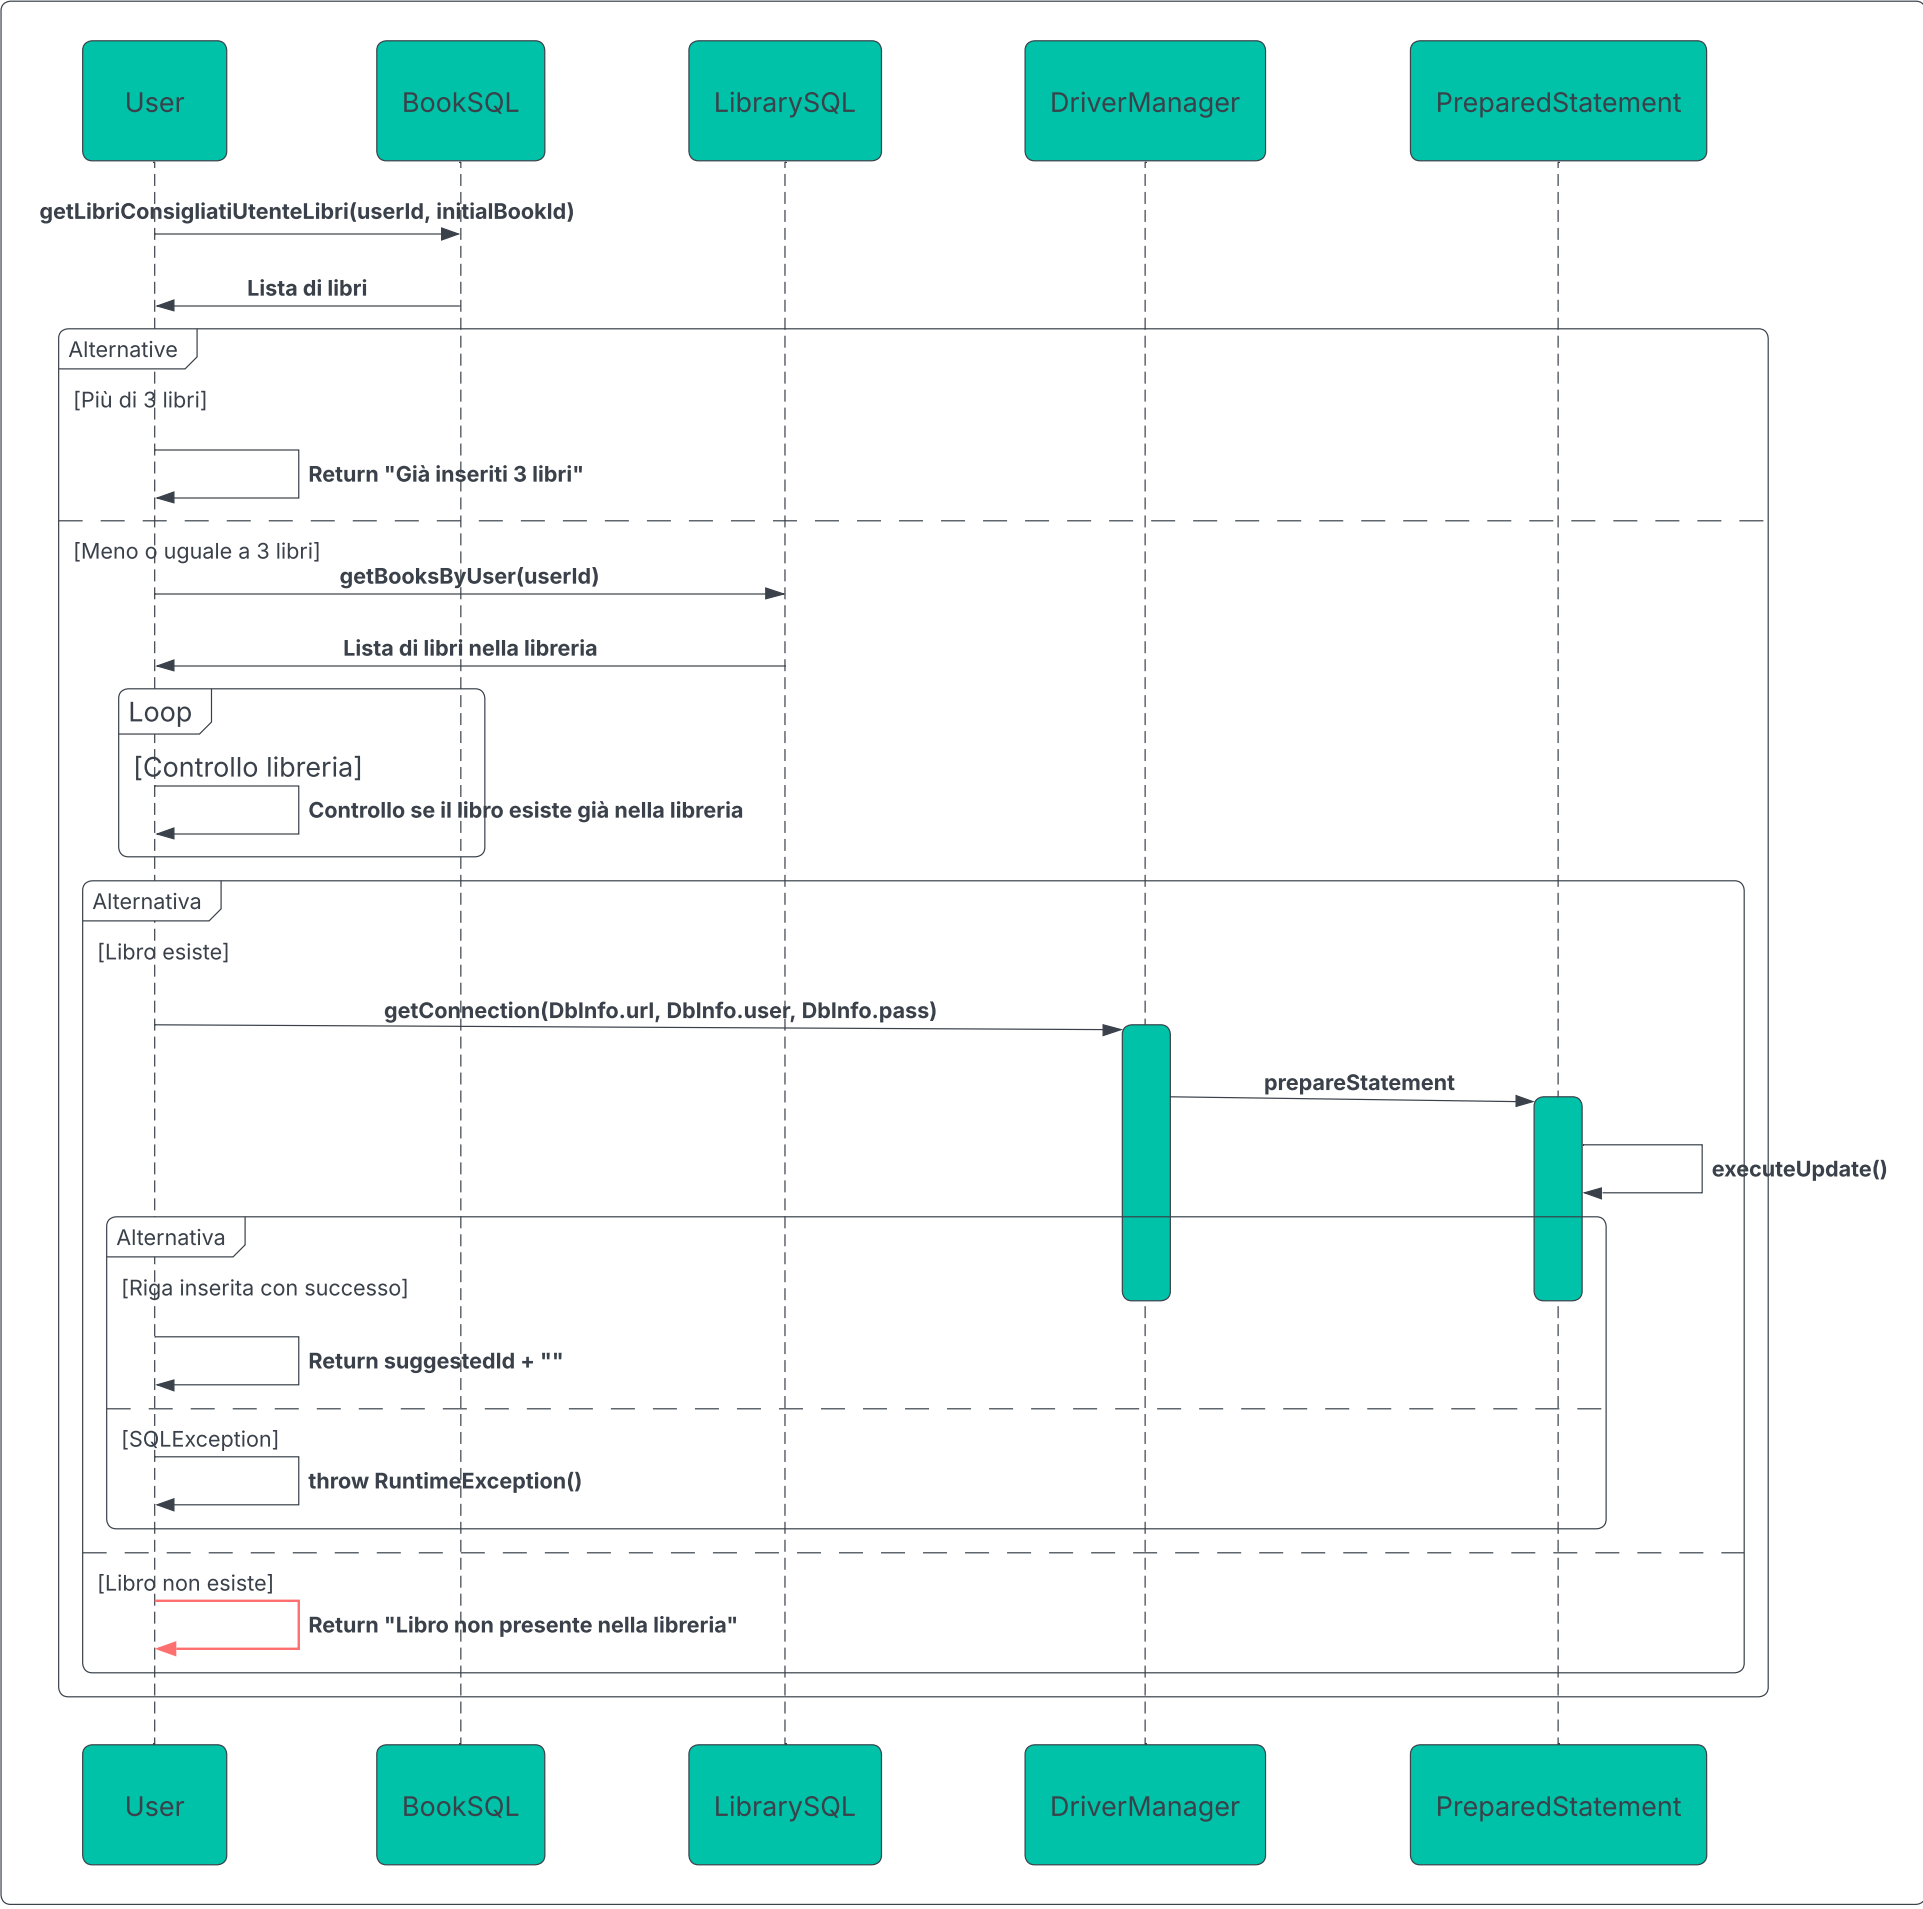 User
BookSQL
LibrarySQL
DriverManager
PreparedStatement
getLibriConsigliatiUtenteLibri(userId, initialBookId)
Lista di libri
Alternative
[Più di 3 libri]
Return "Già inseriti 3 libri"
[Meno o uguale a 3 libri]
getBooksByUser(userId)
Lista di libri nella libreria
Loop
[Controllo libreria]
Controllo se il libro esiste già nella libreria
Alternativa
[Libro esiste]
getConnection(DbInfo.url, DbInfo.user, DbInfo.pass)
prepareStatement
executeUpdate()
Alternativa
[Riga inserita con successo]
Return suggestedId + ""
[SQLException]
throw RuntimeException()
[Libro non esiste]
Return "Libro non presente nella libreria"
User
BookSQL
LibrarySQL
DriverManager
PreparedStatement